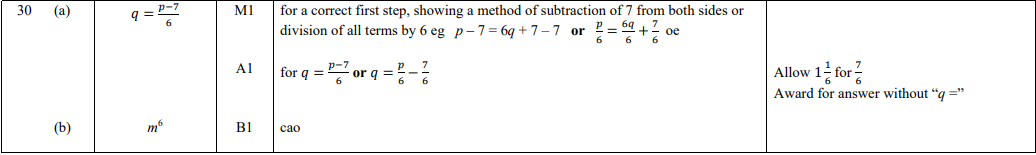 30 (a) q = p−7/6 M1 for a correct first step, showing a method of subtraction of 7 from both sides or
division of all terms by 6 eg p – 7 = 6q + 7 – 7 or p/6 = 6q/6 + 7/6 oe
A1 for q = p−7/6 or q = p/6 − 7/6 Allow 1 1/6 for 7/6
Award for answer without “q =”
(b) m⁶ B1 cao